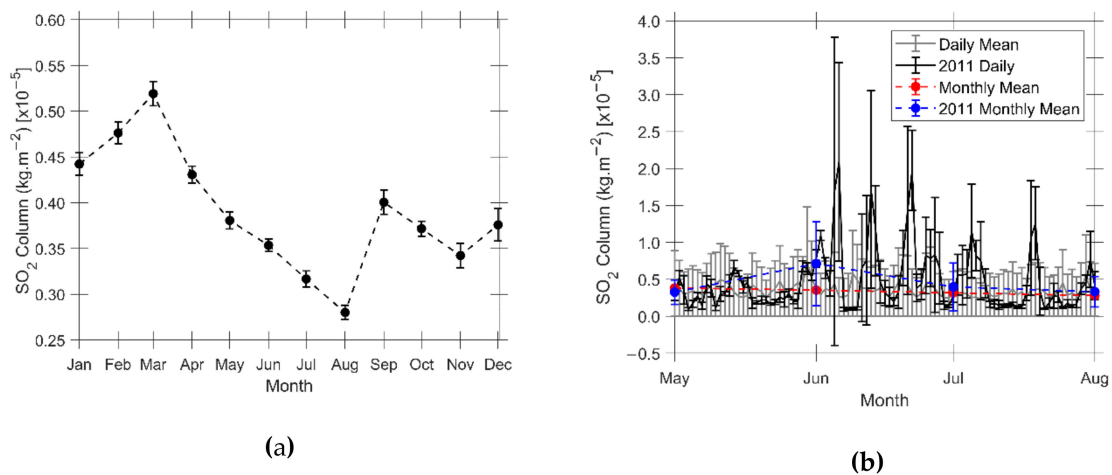 0.60
0.55
0.50
0.45
0.40
0.35
0.30
0.25
SO2 Column (kg.m−2) [x10−5]
Jan Feb Mar Apr May Jun Jul Aug Sep Oct Nov Dec
Month
(a)
4.0
3.5
3.0
2.5
2.0
1.5
1.0
0.5
0.0
−0.5
SO2 Column (kg.m−2) [x10−5]
Daily Mean
2011 Daily
Monthly Mean
2011 Monthly Mean
May Jun Jul Aug
Month
(b)